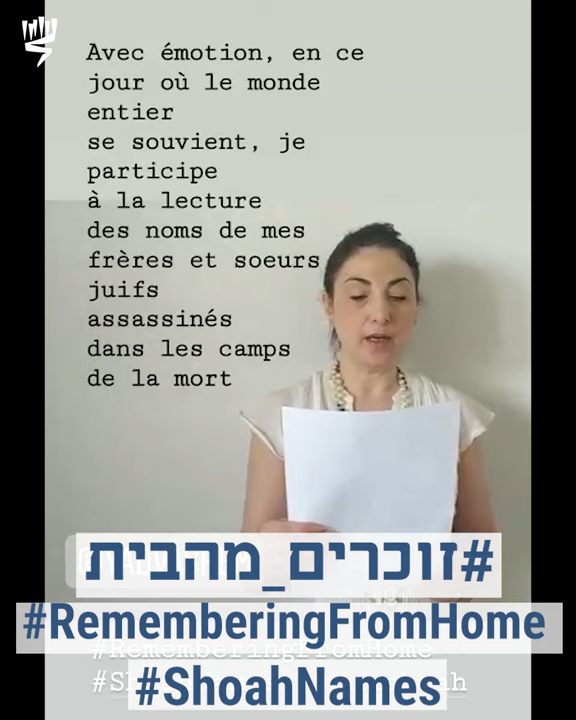 Avec émotion, en ce
jour où le monde
entier
se souvient, je
participe
à la lecture
des noms de mes
frères et soeurs
juifs
assassinés
dans les camps
de la mort
#זוכרים_מהבית
#RememberingFromHome
#RememberingFromHome
#ShoahNames